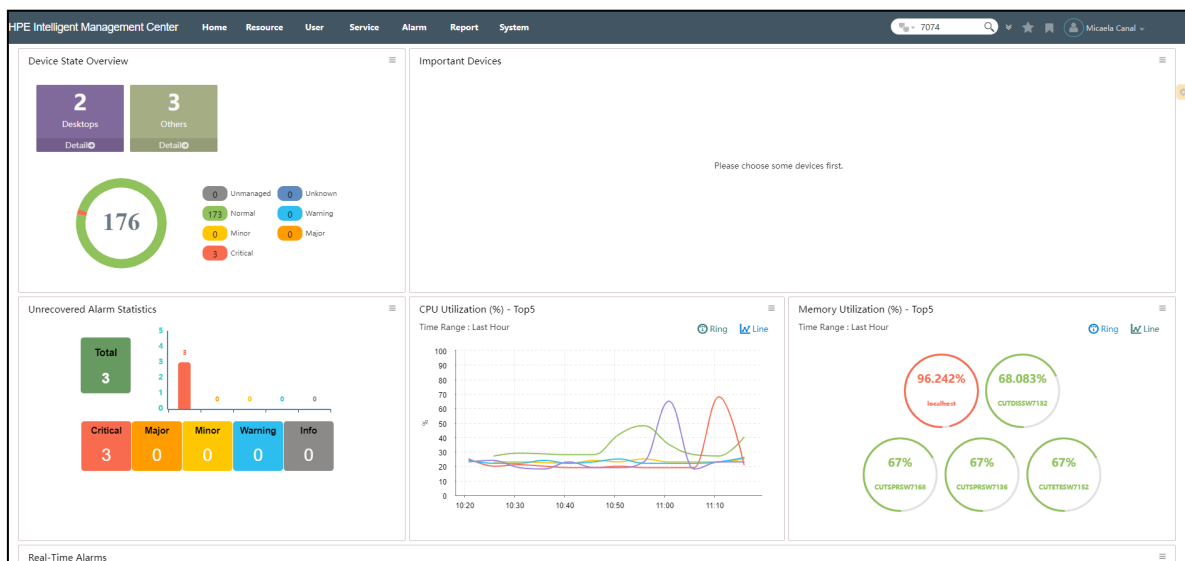 HPE Intelligent Management Center Home Resource User Service Alarm Report System 7074 Micaela Canal
Device State Overview
2
Desktops
Detail
3
Others
Detail
176
0 Unmanaged 0 Unknown
173 Normal 0 Warning
0 Minor 0 Major
3 Critical
Important Devices
Please choose some devices first.
Unrecovered Alarm Statistics
Total
3
5
4
3
2
1
0
3 0 0 0 0
Critical Major Minor Warning Info
3 0 0 0 0
CPU Utilization (%) - Top5
Time Range : Last Hour Ring Line
100
90
80
70
60
50
40
30
20
10
0
%
10:20 10:30 10:40 10:50 11:00 11:10
Memory Utilization (%) - Top5
Time Range : Last Hour Ring Line
96.242% 68.083%
localhost CUTDISSW7132
67% 67% 67%
CUTSPRSW7168 CUTSPRSW7136 CUTETESW7152
Real-Time Alarms